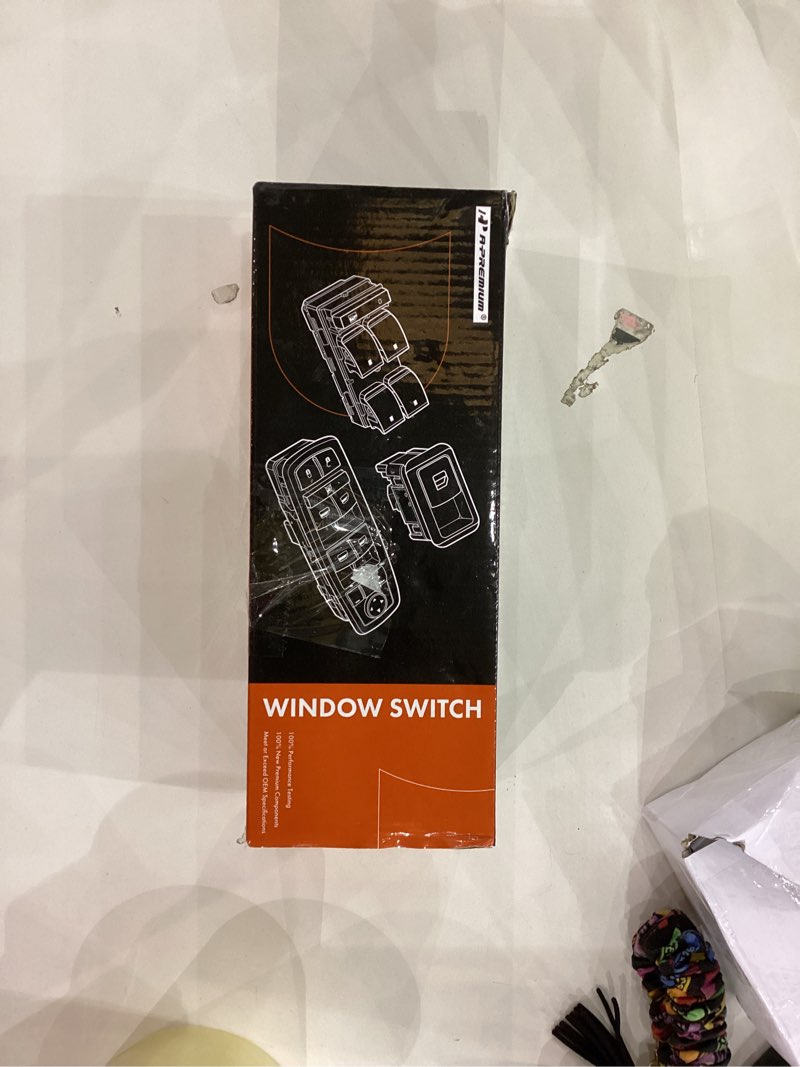 A-PREMIUM®
WINDOW SWITCH
100% Performance Testing
100% New Premium Components
Meet or Exceed OEM Specifications